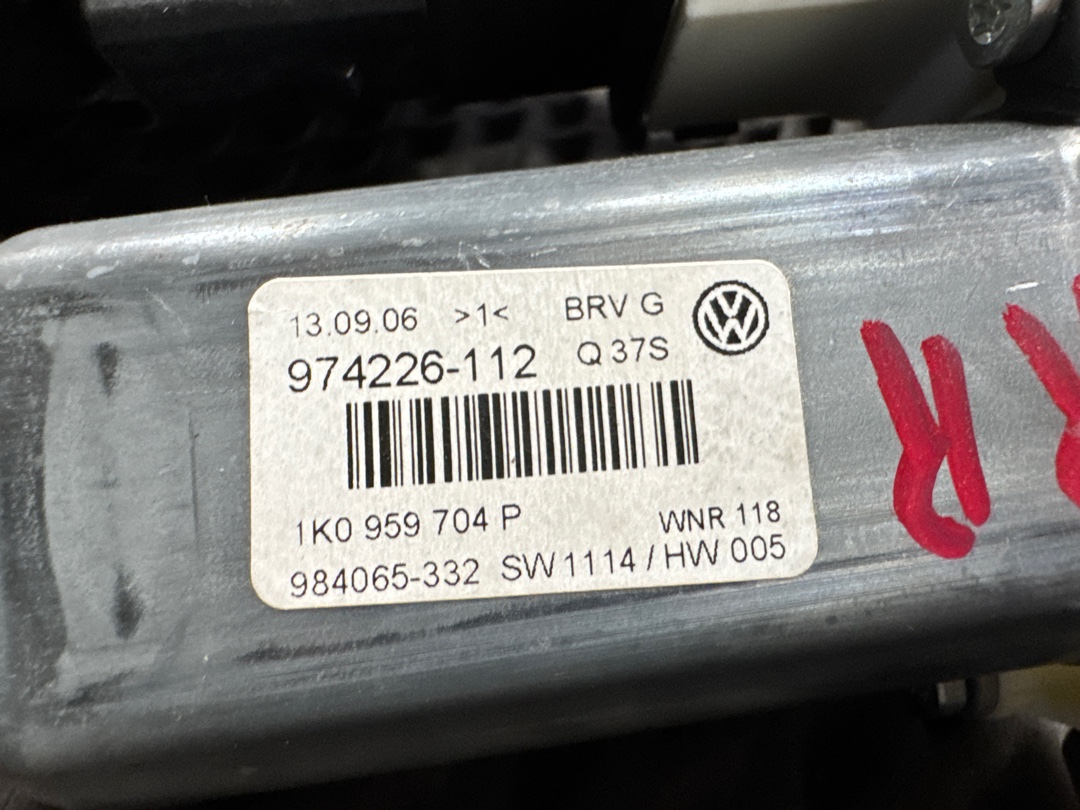 13.09.06 >1< BRV G
974226-112 Q 37S
1K0 959 704 P WNR 118
984065-332 SW 1114 / HW 005